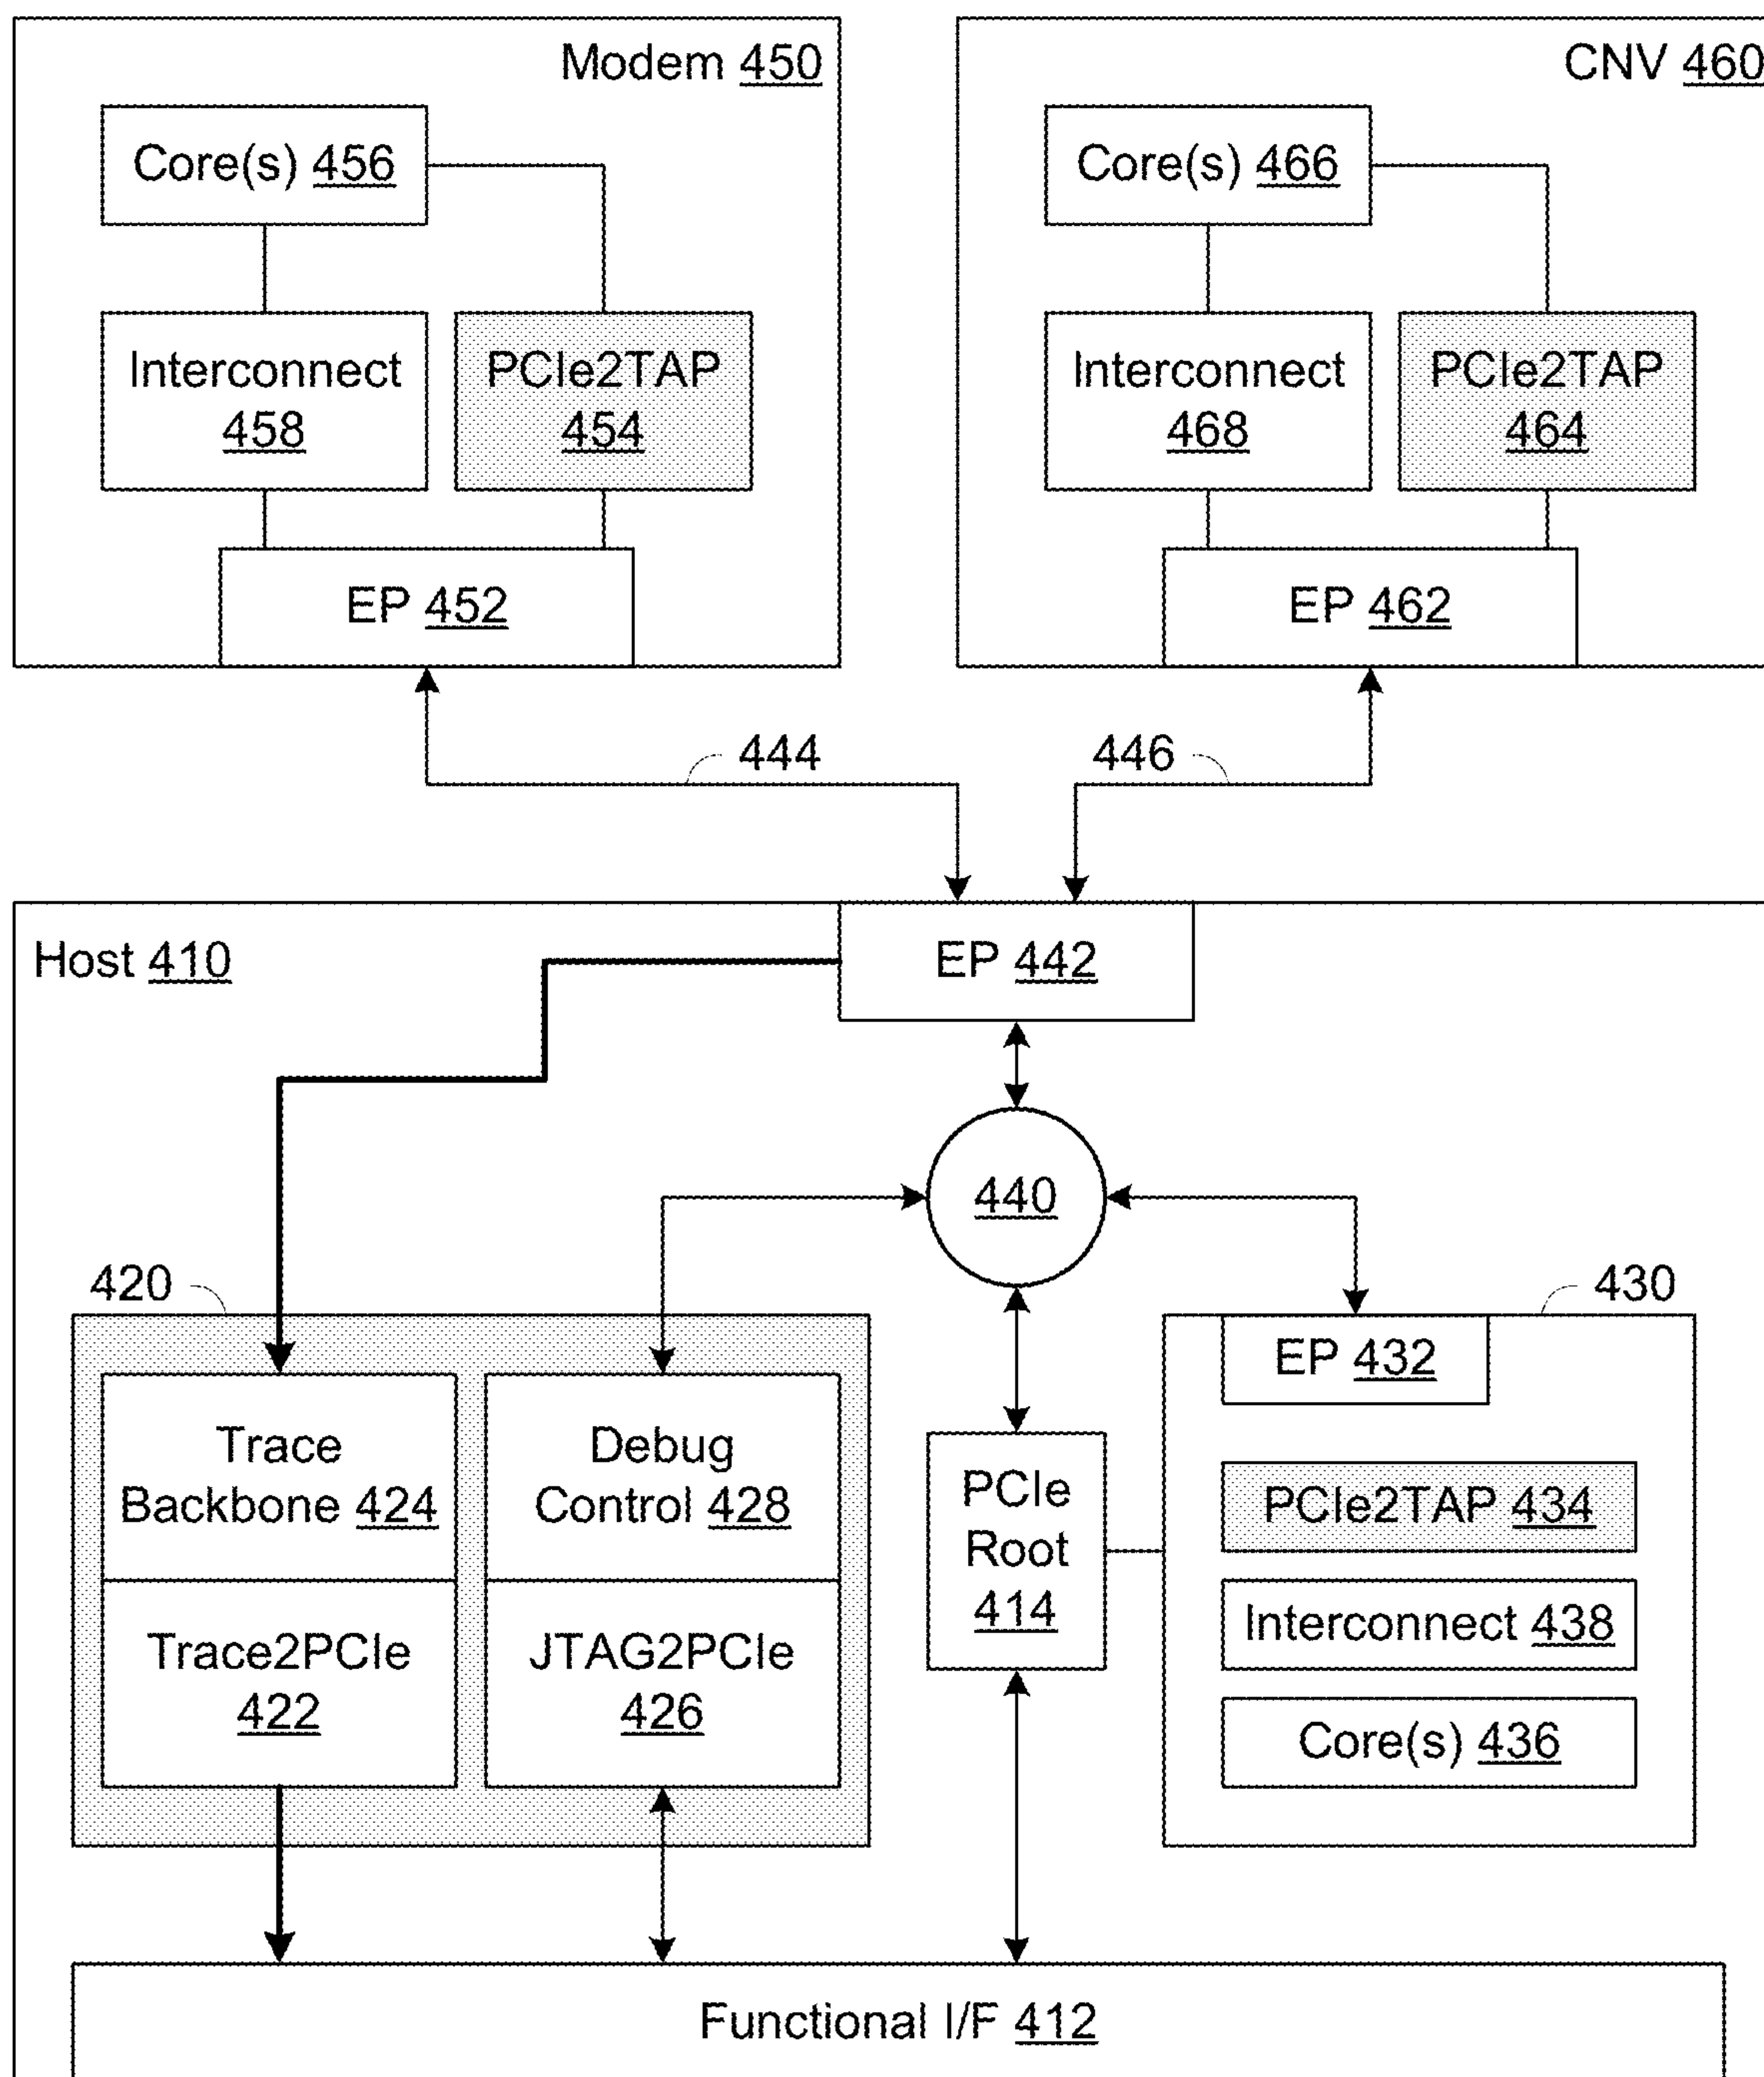 Modem 450
CNV 460
Core(s) 456
Core(s) 466
Interconnect
458
PCIe2TAP
454
Interconnect
468
PCIe2TAP
464
EP 452
EP 462
444
446
Host 410
EP 442
440
420
430
EP 432
Trace
Backbone 424
Debug
Control 428
PCIe
Root
414
PCIe2TAP 434
Interconnect 438
Trace2PCIe
422
JTAG2PCIe
426
Core(s) 436
Functional I/F 412